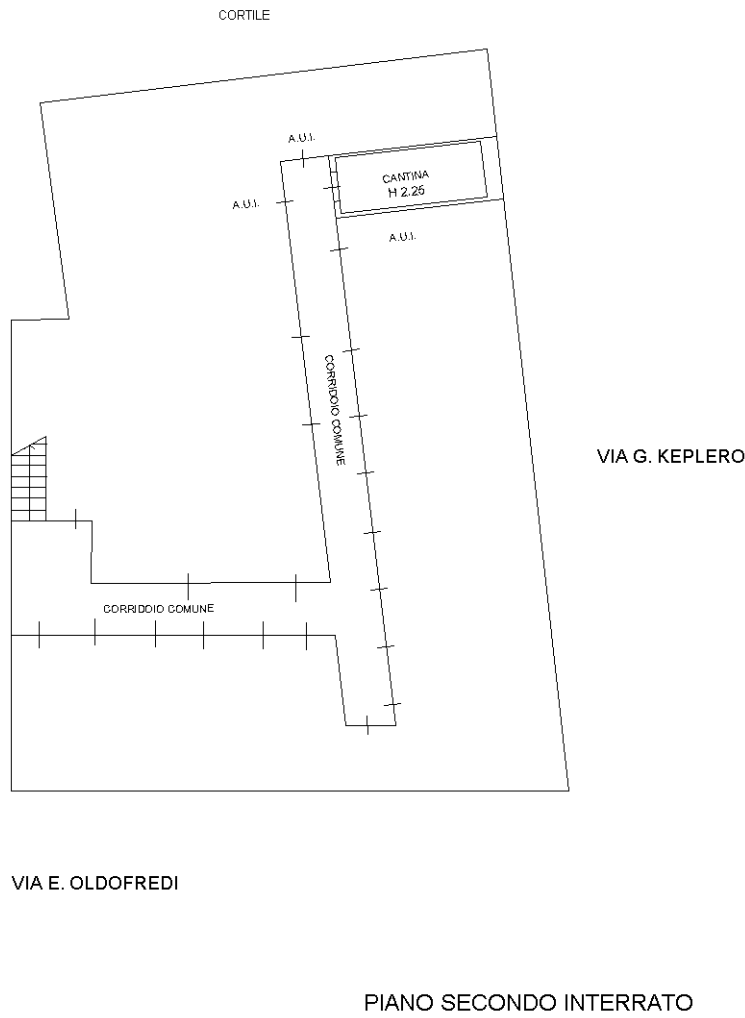 CORTILE
A.U.I.
CANTINA
H 2.25
A.U.I.
A.U.I.
CORRIDOIO COMUNE
VIA G. KEPLERO
CORRIDOIO COMUNE
VIA E. OLDOFREDI
PIANO SECONDO INTERRATO